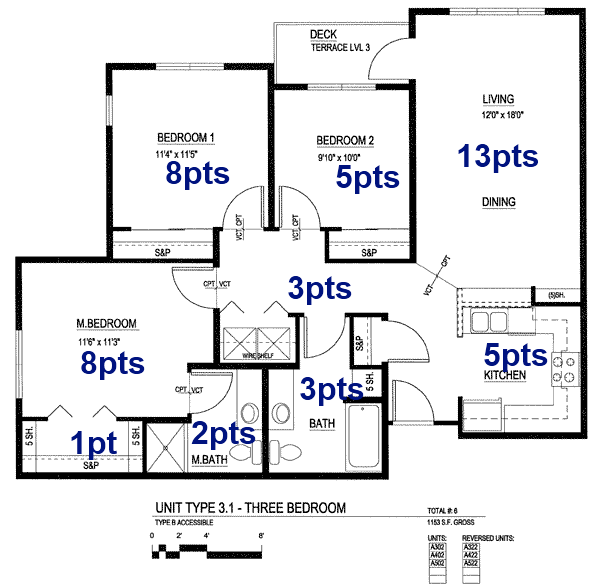 DECK
TERRACE LVL 3
LIVING
12'0" x 18'0"
BEDROOM 1
11'4" x 11'5"
8pts
BEDROOM 2
9'10" x 10'0"
5pts
13pts
DINING
VCT CPT
VCT CPT
S&P
S&P
CPT
VCT
CPT VCT
3pts
(5)SH.
M.BEDROOM
11'6" x 11'3"
8pts
WIRE SHELF
S&P
5pts
KITCHEN
CPT VCT
3pts
5 SH.
5 SH.
1pt
5 SH.
S&P
2pts
M.BATH
BATH
UNIT TYPE 3.1 - THREE BEDROOM
TYPE B ACCESSIBLE
TOTAL #: 6
1153 S.F. GROSS
0 2' 4' 8'
UNITS: REVERSED UNITS:
A302 A322
A402 A422
A502 A522